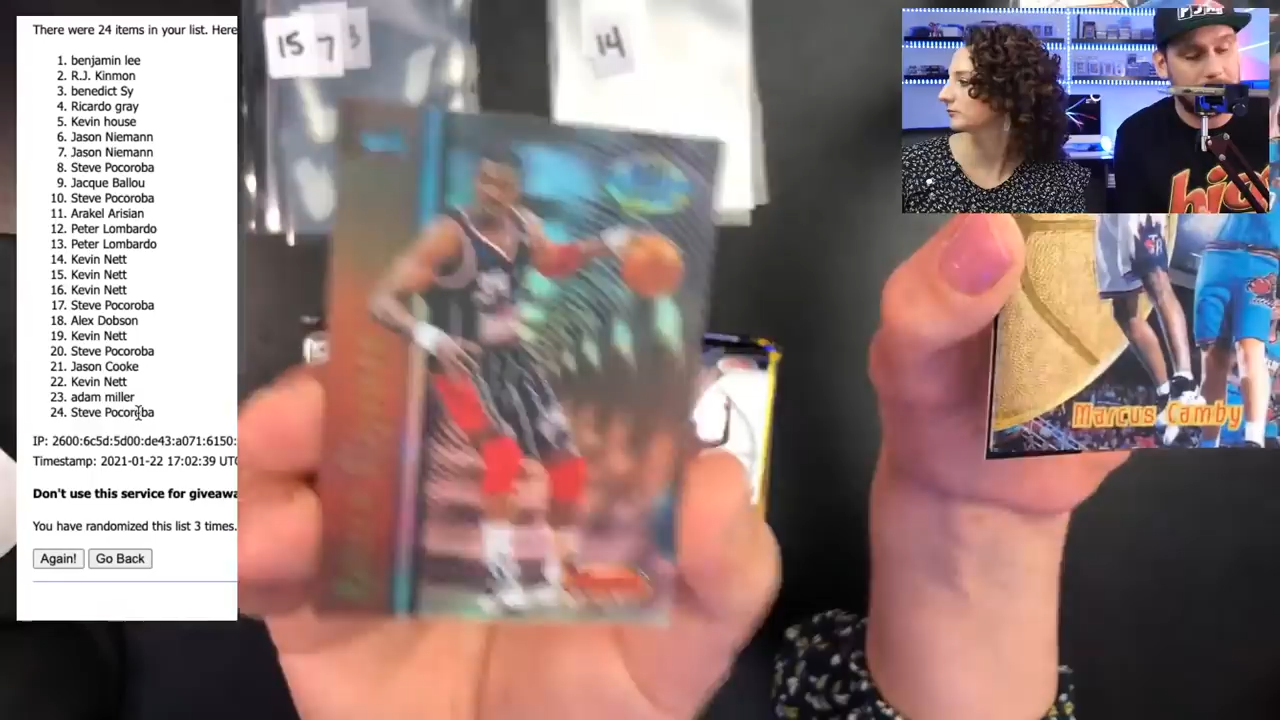 There were 24 items in your list. Here
1. benjamin lee
2. R.J. Kinmon
3. benedict Sy
4. Ricardo gray
5. Kevin house
6. Jason Niemann
7. Jason Niemann
8. Steve Pocoroba
9. Jacque Ballou
10. Steve Pocoroba
11. Arakel Arisian
12. Peter Lombardo
13. Peter Lombardo
14. Kevin Nett
15. Kevin Nett
16. Kevin Nett
17. Steve Pocoroba
18. Alex Dobson
19. Kevin Nett
20. Steve Pocoroba
21. Jason Cooke
22. Kevin Nett
23. adam miller
24. Steve Pocoroba
IP: 2600:6c5d:5d00:de43:a071:6150:
Timestamp: 2021-01-22 17:02:39 UTC
Don't use this service for giveawa
You have randomized this list 3 times.
Again! Go Back
15 7 3
14
Marcus Camby